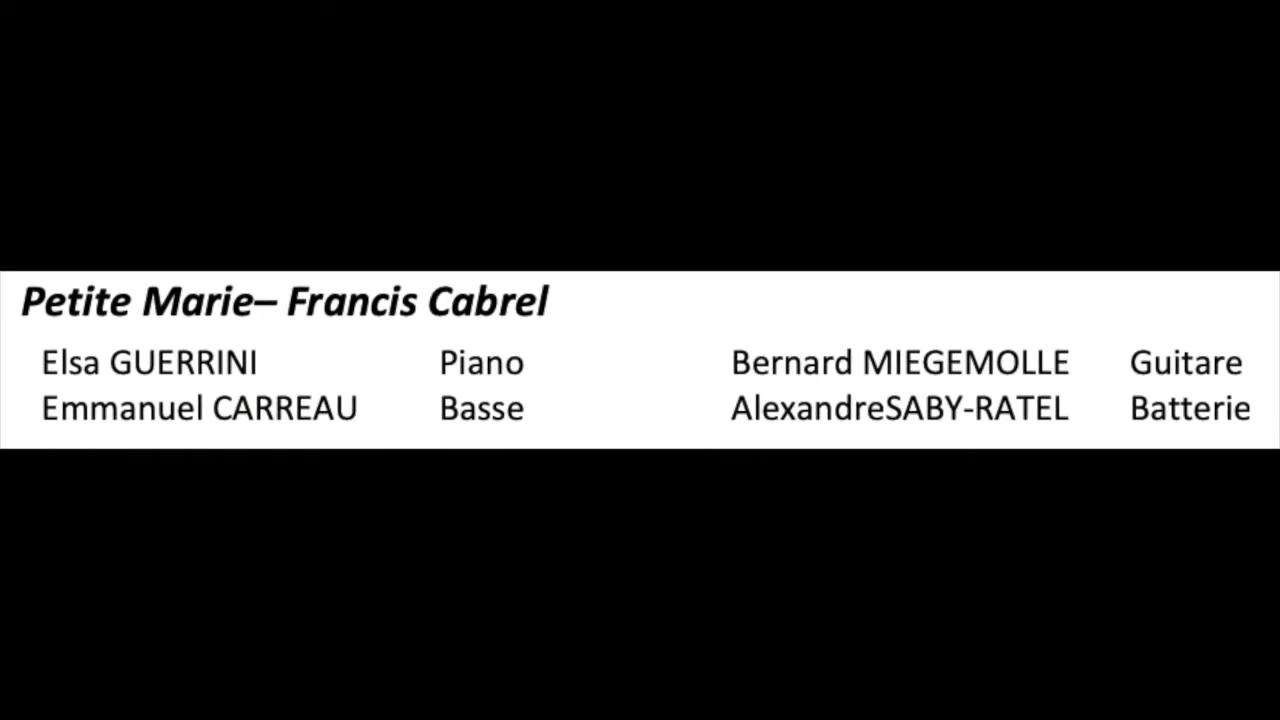 Petite Marie– Francis Cabrel
Elsa GUERRINI Piano Bernard MIEGEMOLLE Guitare
Emmanuel CARREAU Basse AlexandreSABY-RATEL Batterie